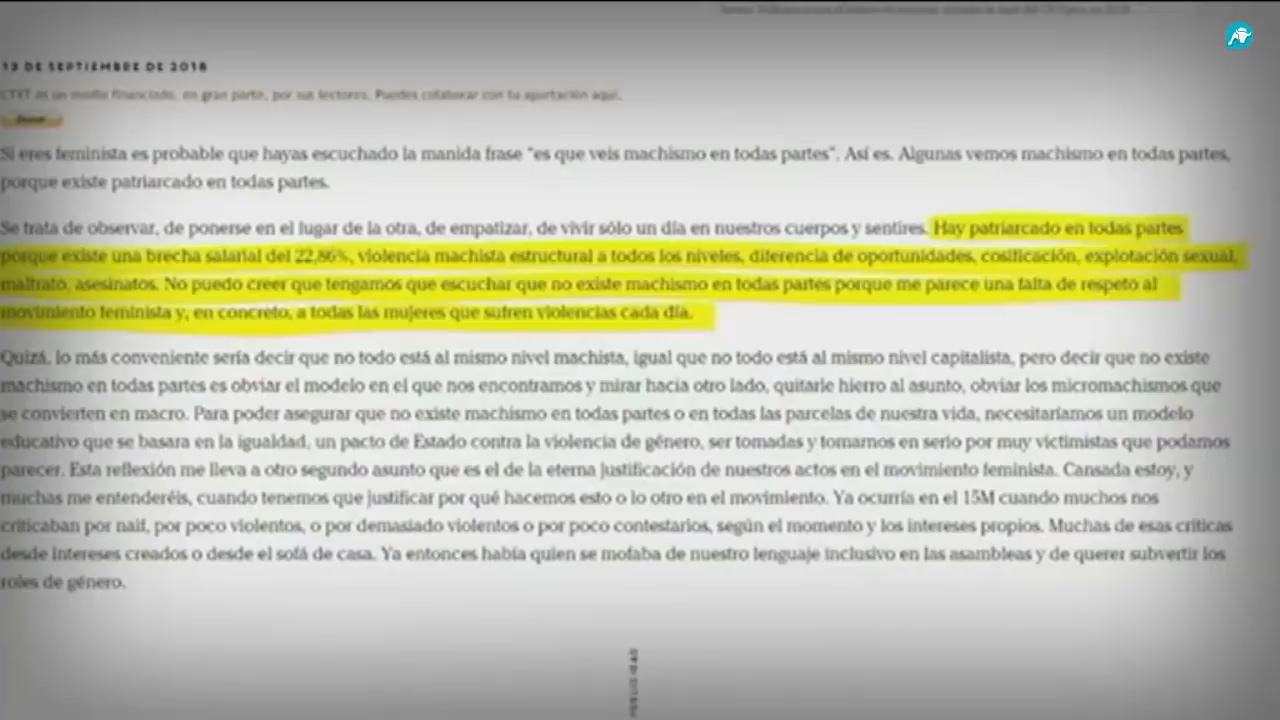 13 DE SEPTIEMBRE DE 2018
CTXT es un medio financiado, en gran parte, por sus lectores. Puedes colaborar con tu aportación aquí.
Donar
Si eres feminista es probable que hayas escuchado la manida frase "es que veis machismo en todas partes". Así es. Algunas vemos machismo en todas partes,
porque existe patriarcado en todas partes.
Se trata de observar, de ponerse en el lugar de la otra, de empatizar, de vivir sólo un día en nuestros cuerpos y sentires. Hay patriarcado en todas partes
porque existe una brecha salarial del 22,86%, violencia machista estructural a todos los niveles, diferencia de oportunidades, cosificación, explotación sexual,
maltrato, asesinatos. No puedo creer que tengamos que escuchar que no existe machismo en todas partes porque me parece una falta de respeto al
movimiento feminista y, en concreto, a todas las mujeres que sufren violencias cada día.
Quizá, lo más conveniente sería decir que no todo está al mismo nivel machista, igual que no todo está al mismo nivel capitalista, pero decir que no existe
machismo en todas partes es obviar el modelo en el que nos encontramos y mirar hacia otro lado, quitarle hierro al asunto, obviar los micromachismos que
se convierten en macro. Para poder asegurar que no existe machismo en todas partes o en todas las parcelas de nuestra vida, necesitaríamos un modelo
educativo que se basara en la igualdad, un pacto de Estado contra la violencia de género, ser tomadas y tomarnos en serio por muy victimistas que podamos
parecer. Esta reflexión me lleva a otro segundo asunto que es el de la eterna justificación de nuestros actos en el movimiento feminista. Cansada estoy, y
muchas me entenderéis, cuando tenemos que justificar por qué hacemos esto o lo otro en el movimiento. Ya ocurría en el 15M cuando muchos nos
criticaban por naif, por poco violentos, o por demasiado violentos o por poco contestarios, según el momento y los intereses propios. Muchas de esas críticas
desde intereses creados o desde el sofá de casa. Ya entonces había quien se mofaba de nuestro lenguaje inclusivo en las asambleas y de querer subvertir los
roles de género.
PUBLICIDAD